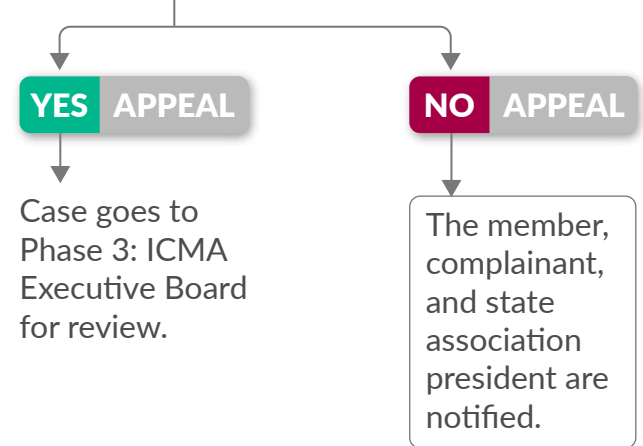 YES APPEAL
Case goes to
Phase 3: ICMA
Executive Board
for review.
NO APPEAL
The member,
complainant,
and state
association
president are
notified.